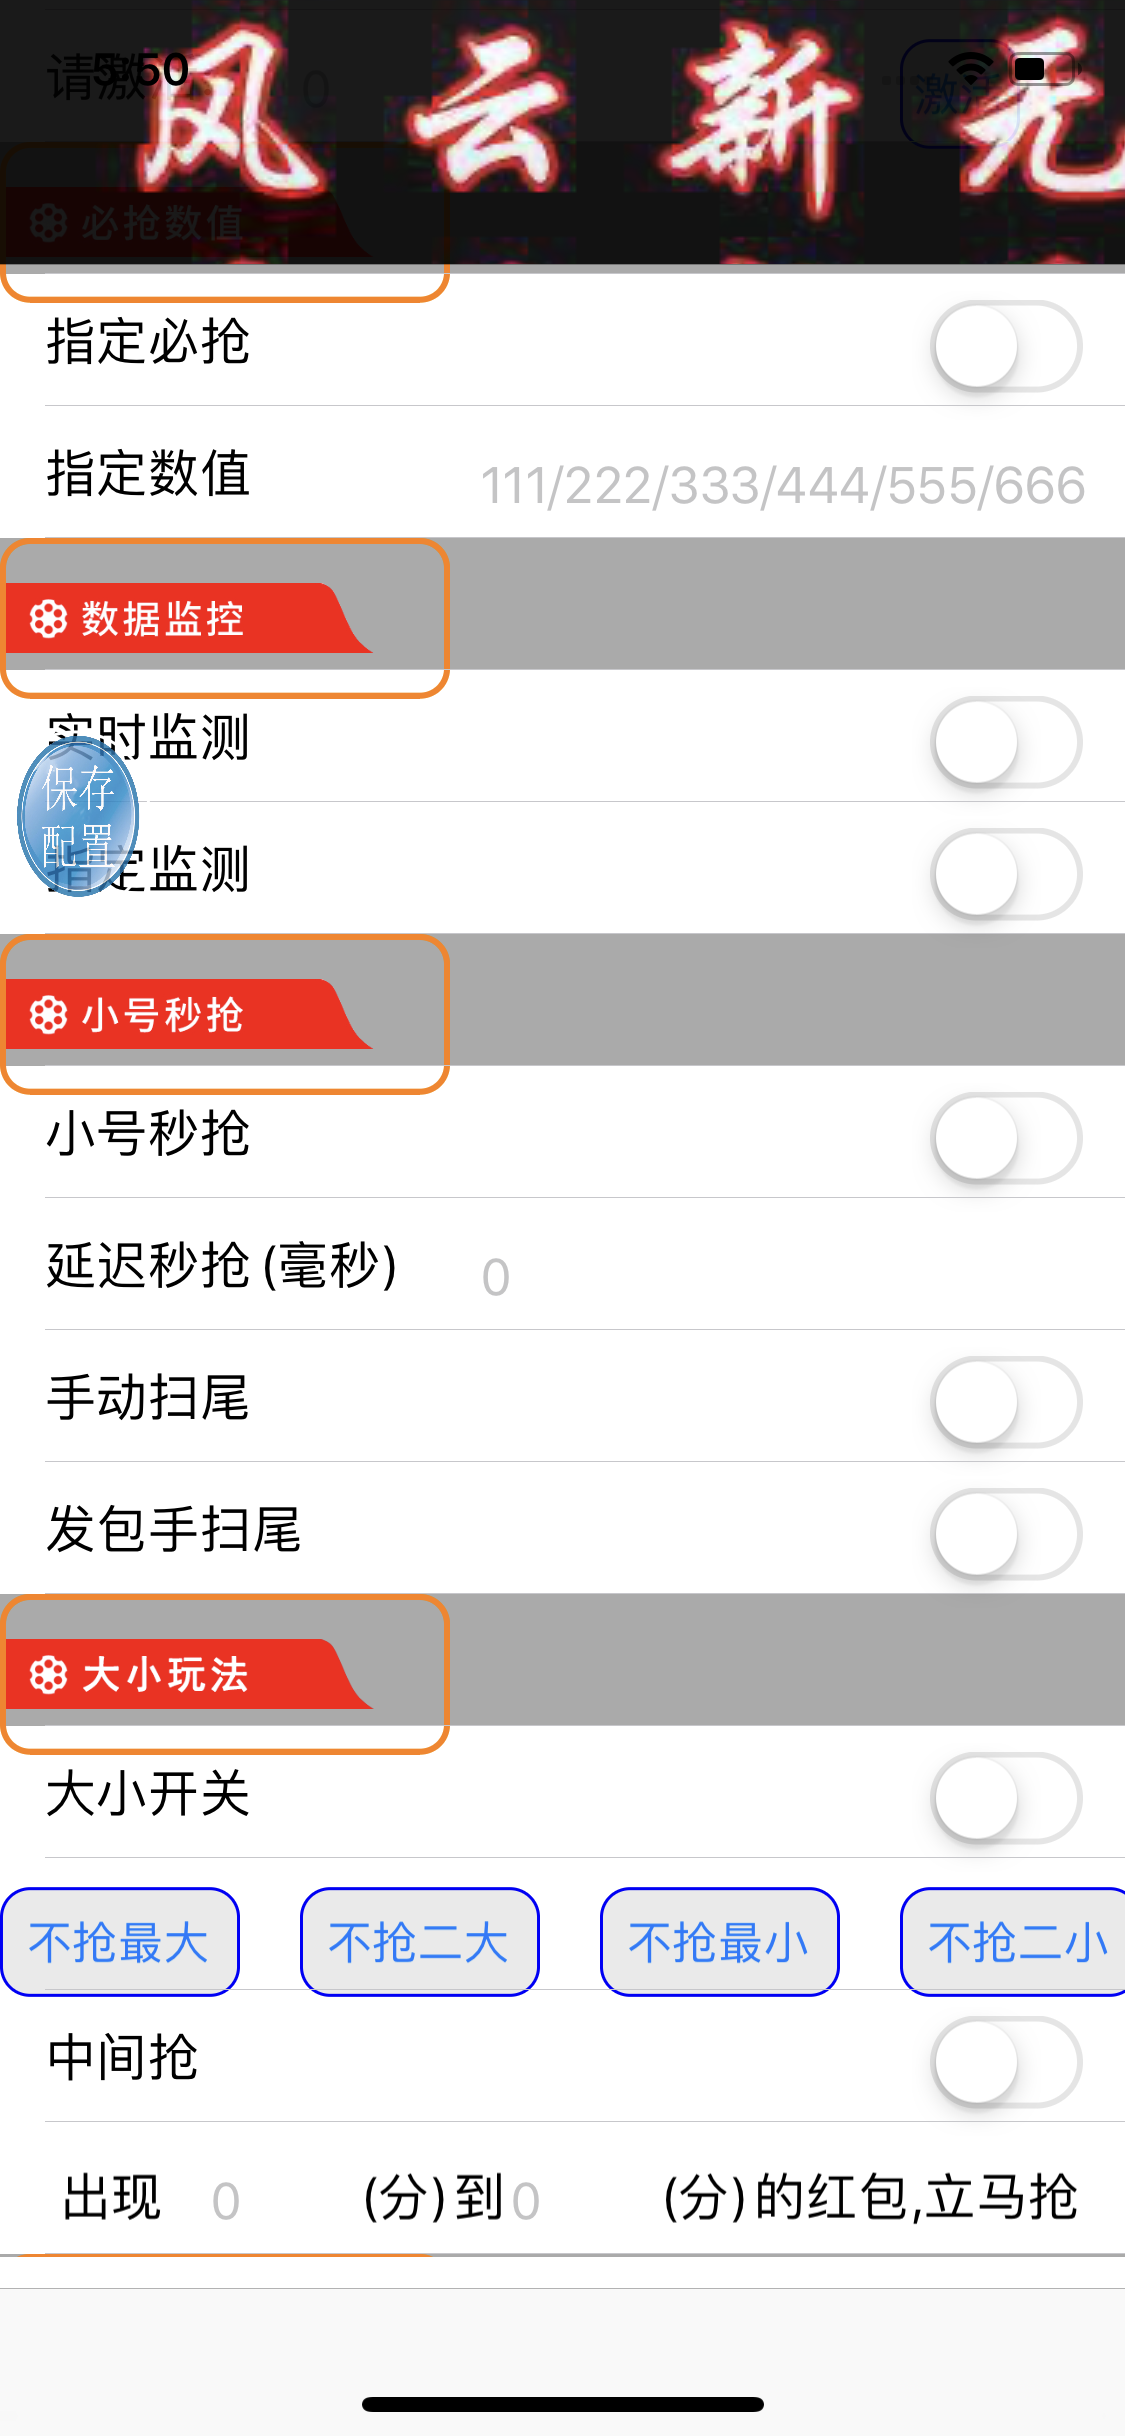 风云新元
5:50
请激
0
激活
必抢数值
指定必抢
指定数值 111/222/333/444/555/666
数据监控
实时监测
保存
配置
指定监测
小号秒抢
小号秒抢
延迟秒抢(毫秒) 0
手动扫尾
发包手扫尾
大小玩法
大小开关
不抢最大 不抢二大 不抢最小 不抢二小
中间抢
出现 0 (分)到 0 (分)的红包,立马抢